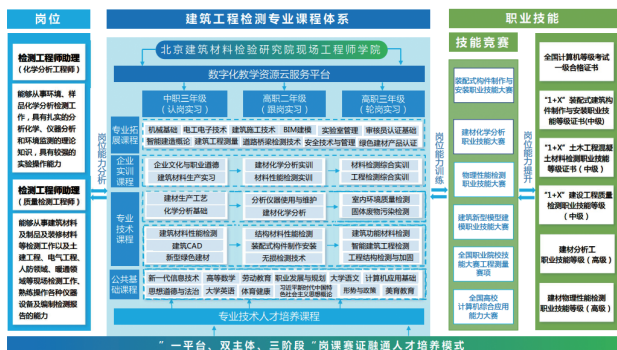 岗位
检测工程师助理
(化学分析工程师)
能够从事环境、样
品化学分析检测工
作，具有扎实的分
析化学、仪器分析
和环境监测的理论
知识，具有较强的
实验操作能力
检测工程师助理
(质量检测工程师)
能够从事建筑材料
及制品及装修材料
等检测工作以及土
建工程、电气工程、
人防领域、暖通领
域等现场检测工作、
熟练操作各种仪器
设备及编制检测报
告的能力
岗位能力分析
建筑工程检测专业课程体系
北京建筑材料检验研究院现场工程师学院
数字化教学资源云服务平台
中职三年级
(认岗实习)
高职二年级
(跟岗实习)
高职三年级
(轮岗实习)
专业拓
展课程
机械基础 电工电子技术 建筑施工技术 BIM建模 实验室管理 审核员认证基础
智能建造概论 建筑工程测量 道路桥梁检测技术 安全技术与管理 绿色建材产品认证
企业
实训课程
企业文化与职业道德
建筑材料生产实习
建材化学分析实训
材料性能检测实训
材料检测综合实训
工程检测综合实训
专业
技术
课程
建材生产工艺
化学分析基础
分析仪器使用与维护
建材化学分析
室内环境质量检测
固体废物污染检测
建筑材料性能检测
建筑CAD
新型绿色建材
结构材料性能检测
装配式构件制作安装
无损检测技术
建筑功能材料检测
智能建筑工程检测
工程结构检测与加固
公共基
础课程
新一代信息技术 高等数学 劳动教育 职业发展与规划 大学语文 计算机应用基础
思想道德与法治 大学英语 体育健康 习近平新时代中国特色社会主义思想概论 形势与政策 美育教育
专业技术人才培养课程
岗位能力训练
职业技能
技能竞赛
装配式构件制作与
安装职业技能大赛
建材化学分析
职业技能大赛
物理性能检测
职业技能大赛
建筑新型模型建
模职业技能大赛
全国职业院校技
能大赛工程测量
赛项
全国高校
计算机综合应用
能力大赛
岗位能力提升
全国计算机等级考试
一级合格证书
"1+X" 装配式建筑构
件制作与安装职业技
能等级证书(中级)
"1+X" 土木工程混凝
土材料检测职业技能
等级证书（中级）
"1+X" 建设工程质量
检测职业技能等级
（中级）
建材分析工
职业技能等级（高级）
建材物理性能检测
职业技能等级（高级）
"一平台、双主体、三阶段"岗课赛证融通人才培养模式